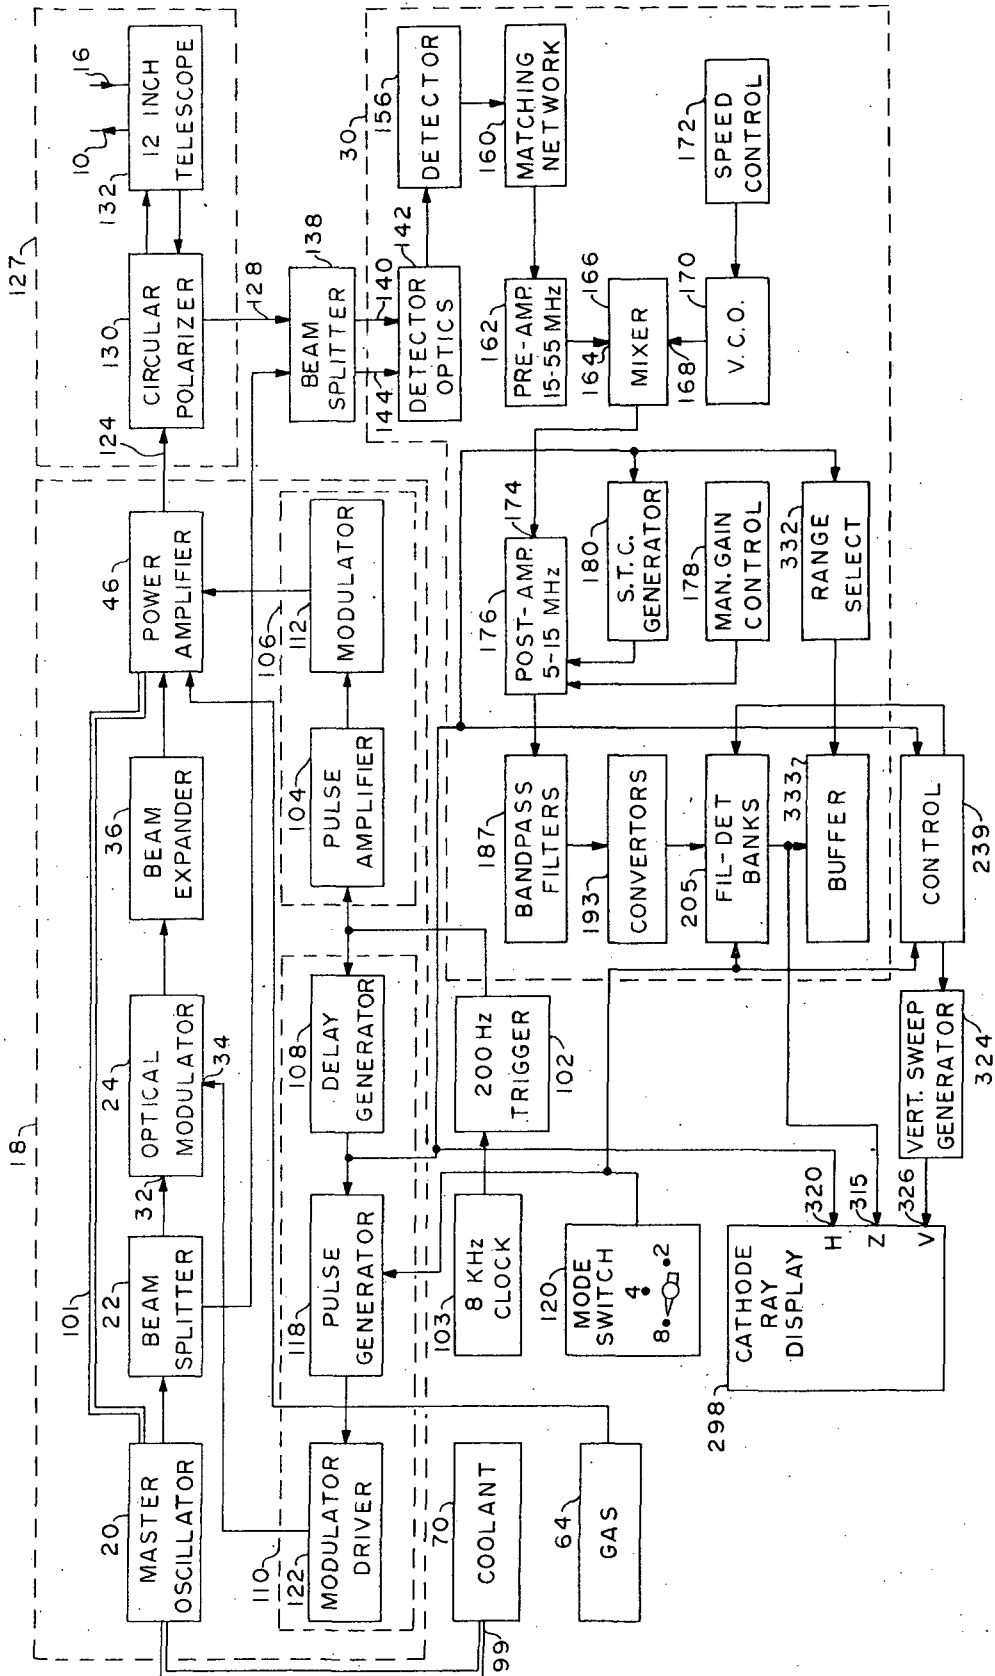 18
127
101
20
MASTER
OSCILLATOR
22
BEAM
SPLITTER
32
24
OPTICAL
MODULATOR
34
36
BEAM
EXPANDER
46
POWER
AMPLIFIER
124
130
CIRCULAR
POLARIZER
132
10
16
12 INCH
TELESCOPE
128
110
122
MODULATOR
DRIVER
118
PULSE
GENERATOR
108
DELAY
GENERATOR
104
PULSE
AMPLIFIER
106
112
MODULATOR
BEAM
SPLITTER
138
140
144
DETECTOR
OPTICS
142
30
156
DETECTOR
160
MATCHING
NETWORK
162
PRE-AMP.
15-55 MHz
164
MIXER
166
168
V.C.O.
170
172
SPEED
CONTROL
70
COOLANT
99
103
8 KHz
CLOCK
200 Hz
TRIGGER
102
64
GAS
120
MODE
SWITCH
8
4
2
174
176
POST-AMP.
5-15 MHz
180
S.T.C.
GENERATOR
178
MAN. GAIN
CONTROL
332
RANGE
SELECT
187
BANDPASS
FILTERS
193
CONVERTORS
205
FIL-DET
BANKS
333
BUFFER
CONTROL
239
VERT. SWEEP
GENERATOR
324
298
CATHODE
RAY
DISPLAY
H
320
Z
315
V
326